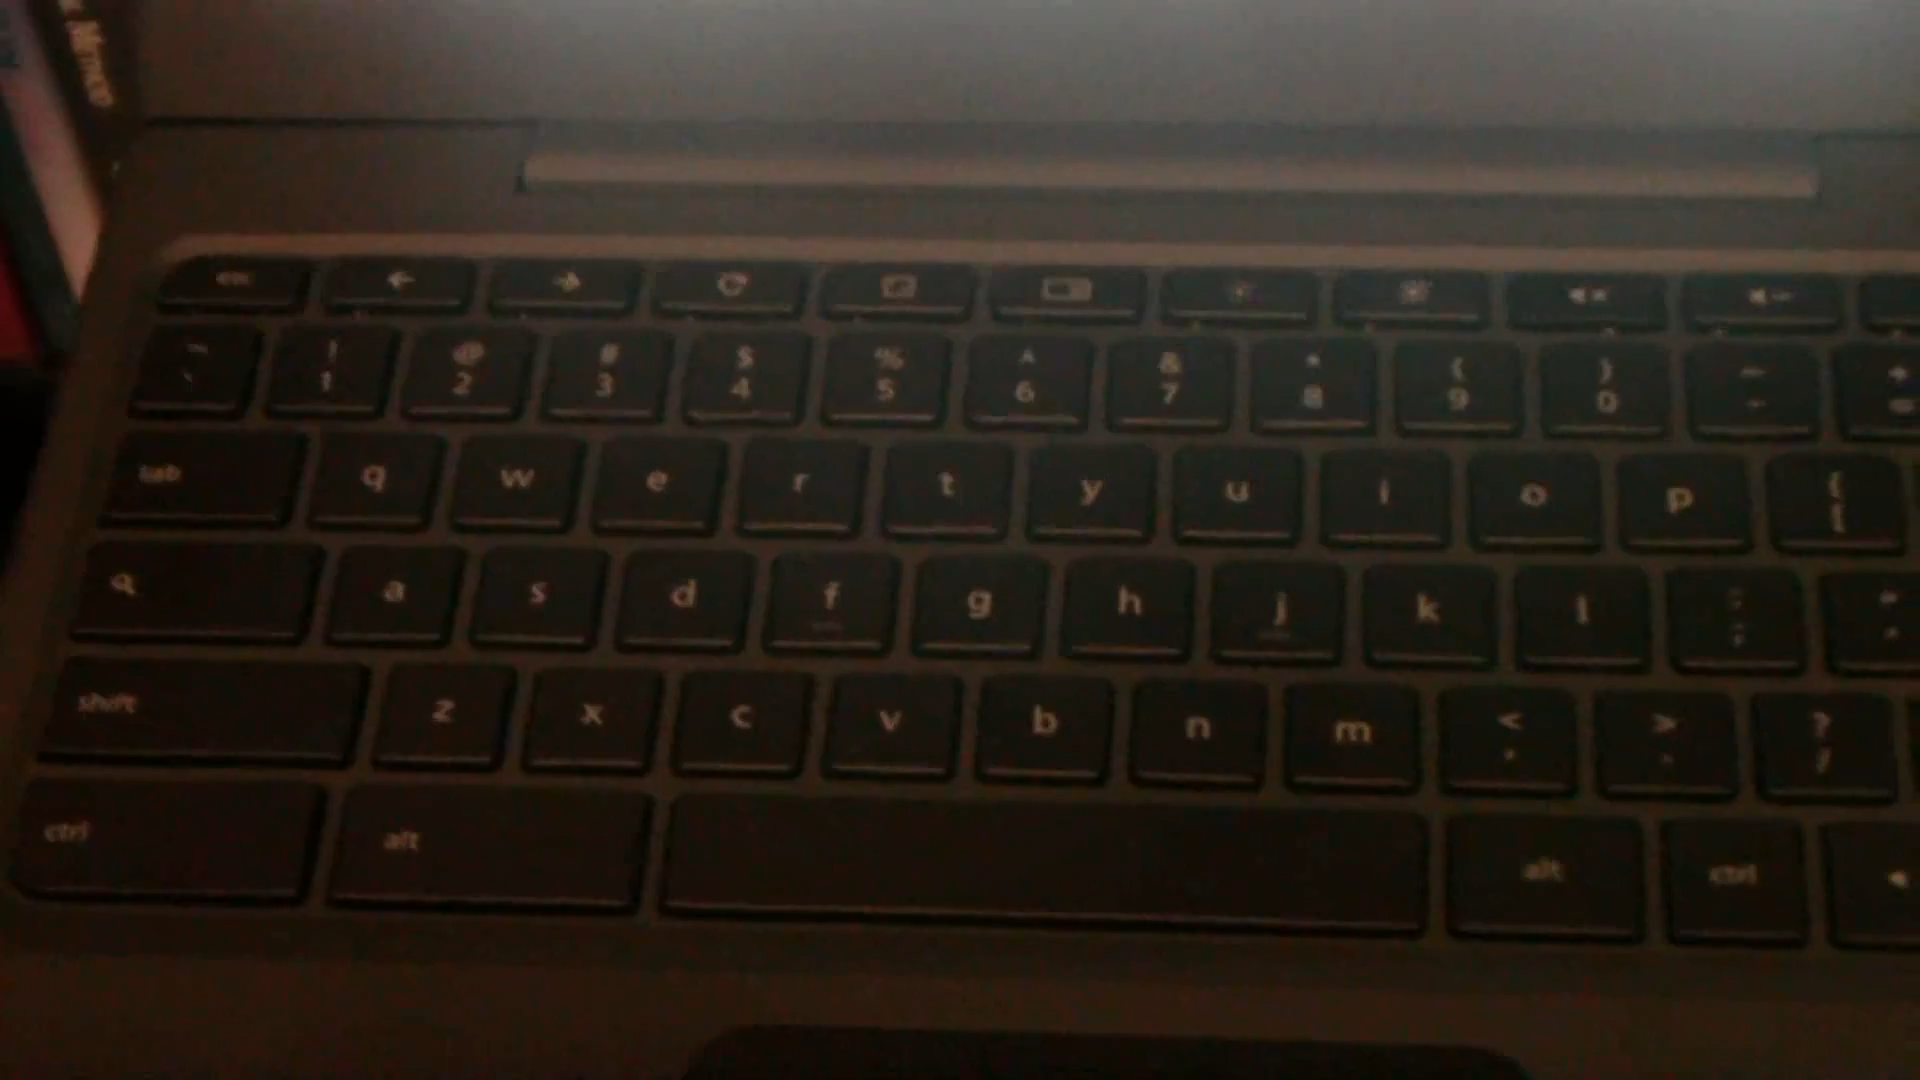 esc
~ ! @ # $ % ^ & * ( ) _ +
` 1 2 3 4 5 6 7 8 9 0 - =
tab q w e r t y u i o p { [
a s d f g h j k l : ; " '
shift z x c v b n m < , > . ? /
ctrl alt alt ctrl